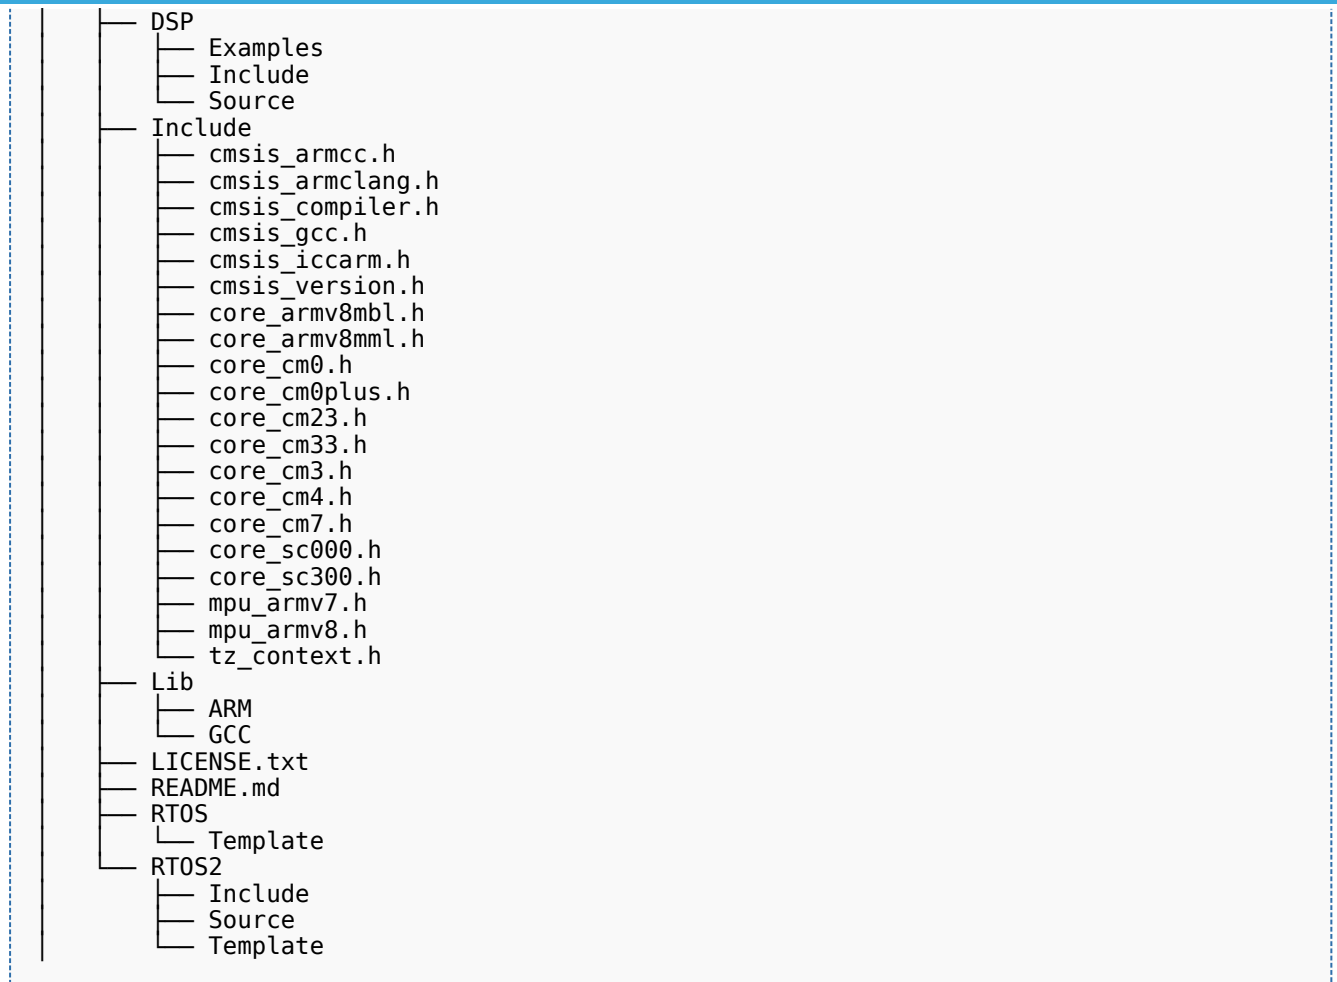 │   ├── DSP
│   │   ├── Examples
│   │   ├── Include
│   │   └── Source
│   ├── Include
│   │   ├── cmsis_armcc.h
│   │   ├── cmsis_armclang.h
│   │   ├── cmsis_compiler.h
│   │   ├── cmsis_gcc.h
│   │   ├── cmsis_iccarm.h
│   │   ├── cmsis_version.h
│   │   ├── core_armv8mbl.h
│   │   ├── core_armv8mml.h
│   │   ├── core_cm0.h
│   │   ├── core_cm0plus.h
│   │   ├── core_cm23.h
│   │   ├── core_cm33.h
│   │   ├── core_cm3.h
│   │   ├── core_cm4.h
│   │   ├── core_cm7.h
│   │   ├── core_sc000.h
│   │   ├── core_sc300.h
│   │   ├── mpu_armv7.h
│   │   ├── mpu_armv8.h
│   │   └── tz_context.h
│   ├── Lib
│   │   ├── ARM
│   │   └── GCC
│   ├── LICENSE.txt
│   ├── README.md
│   ├── RTOS
│   │   └── Template
│   └── RTOS2
│       ├── Include
│       ├── Source
│       └── Template